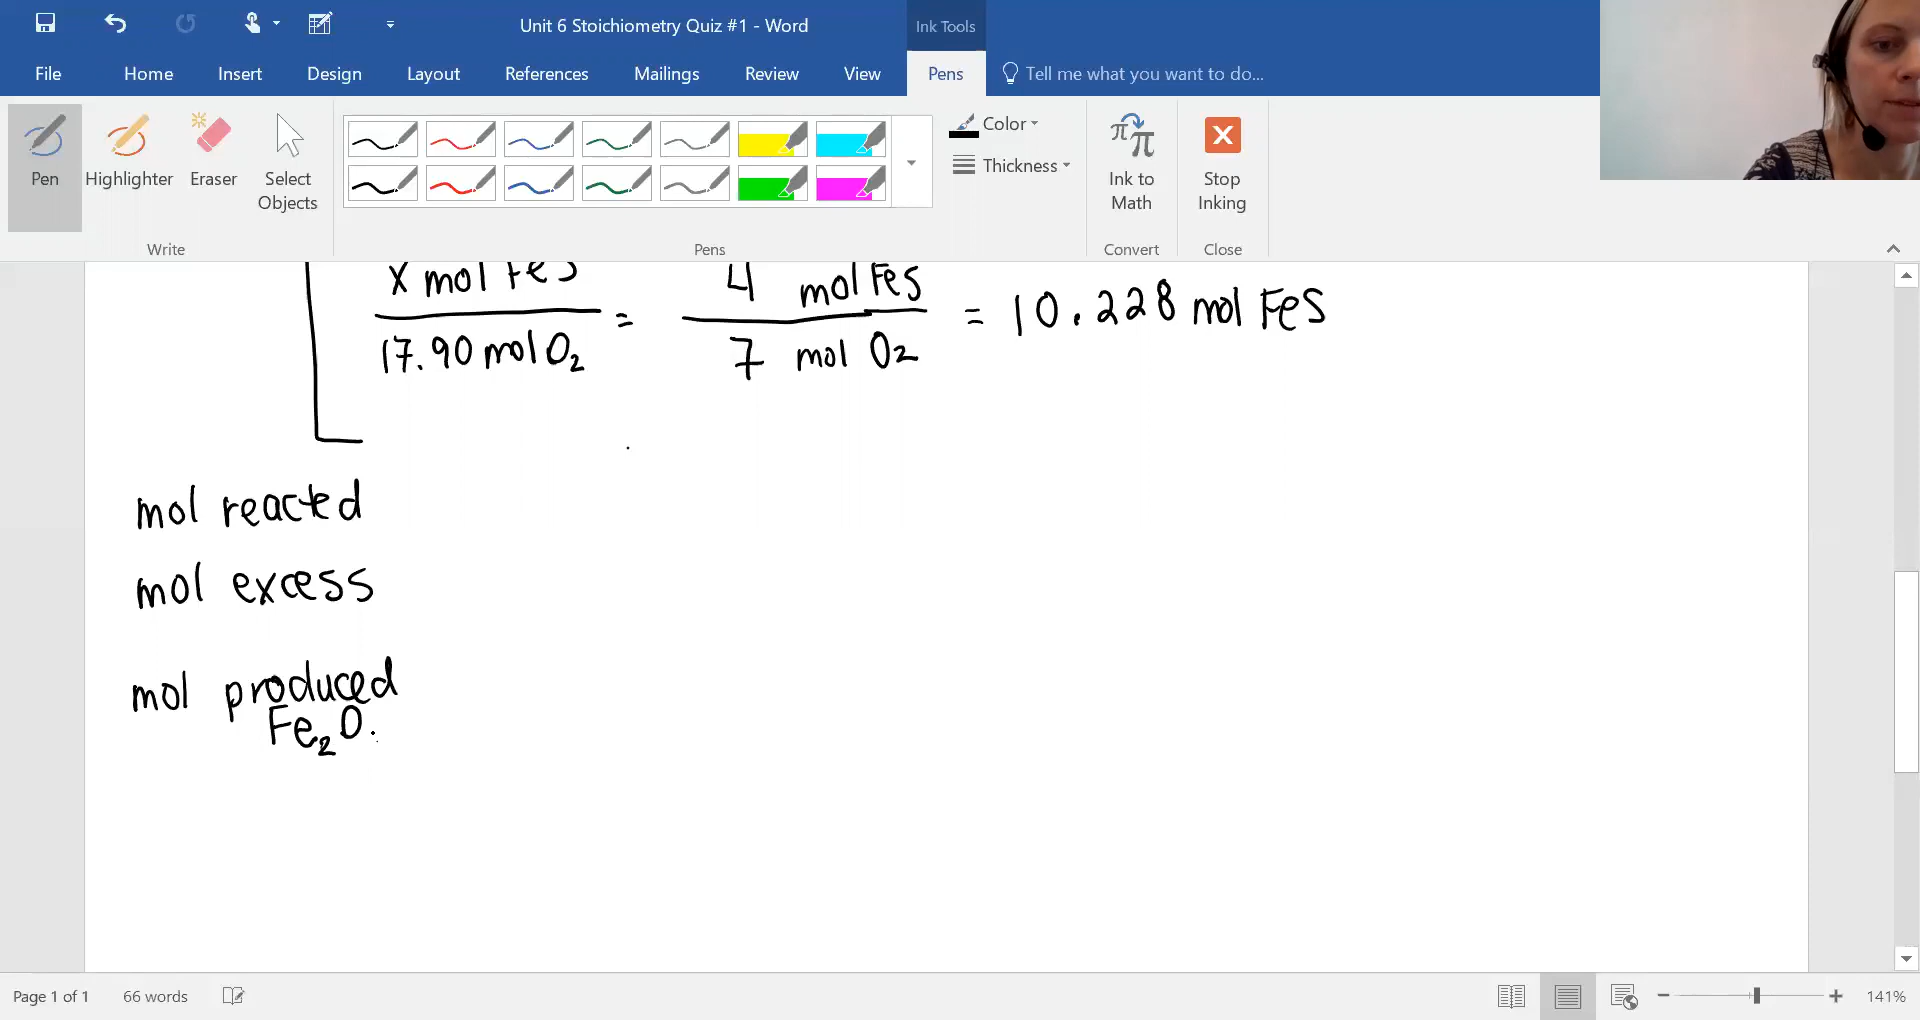 Unit 6 Stoichiometry Quiz #1 - Word
Ink Tools
File Home Insert Design Layout References Mailings Review View Pens Tell me what you want to do...
Pen
Highlighter
Eraser
Select Objects
Color
Thickness
Ink to Math
Stop Inking
Write
Pens
Convert
Close
x mol FeS / 17.90 mol O₂ = 4 mol FeS / 7 mol O₂ = 10.228 mol FeS
mol reacted
mol excess
mol produced
Fe₂O
Page 1 of 1 66 words 141%